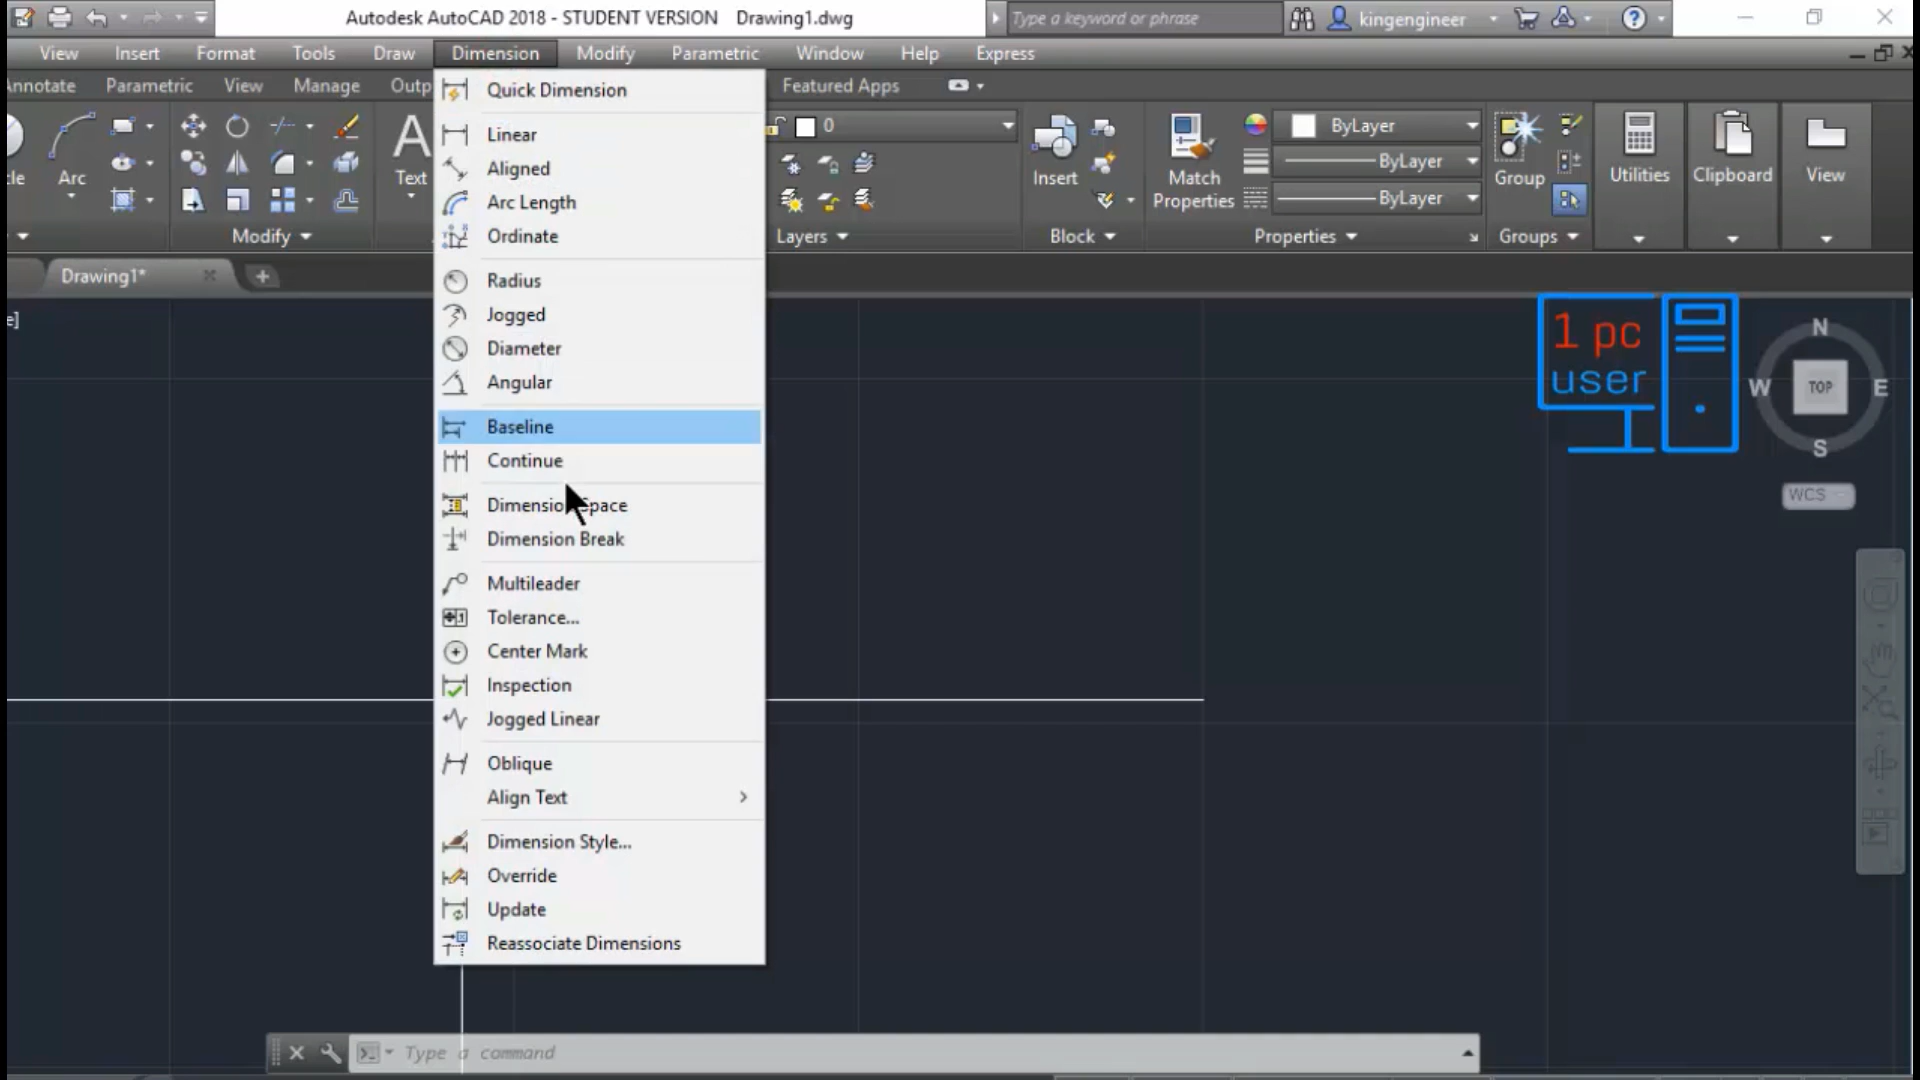 Autodesk AutoCAD 2018 - STUDENT VERSION Drawing1.dwg
Type a keyword or phrase
kingengineer
View Insert Format Tools Draw Dimension Modify Parametric Window Help Express
nnotate Parametric View Manage Outp Featured Apps
Quick Dimension
Linear
Aligned
Arc Length
Ordinate
Radius
Jogged
Diameter
Angular
Baseline
Continue
Dimension Space
Dimension Break
Multileader
Tolerance...
Center Mark
Inspection
Jogged Linear
Oblique
Align Text
Dimension Style...
Override
Update
Reassociate Dimensions
cle Arc
Modify
Text
0
Layers
Insert
Block
Match
Properties
ByLayer
ByLayer
ByLayer
Properties
Group
Groups
Utilities
Clipboard
View
Drawing1*
e]
1 pc
user
N
W TOP E
S
WCS
Type a command